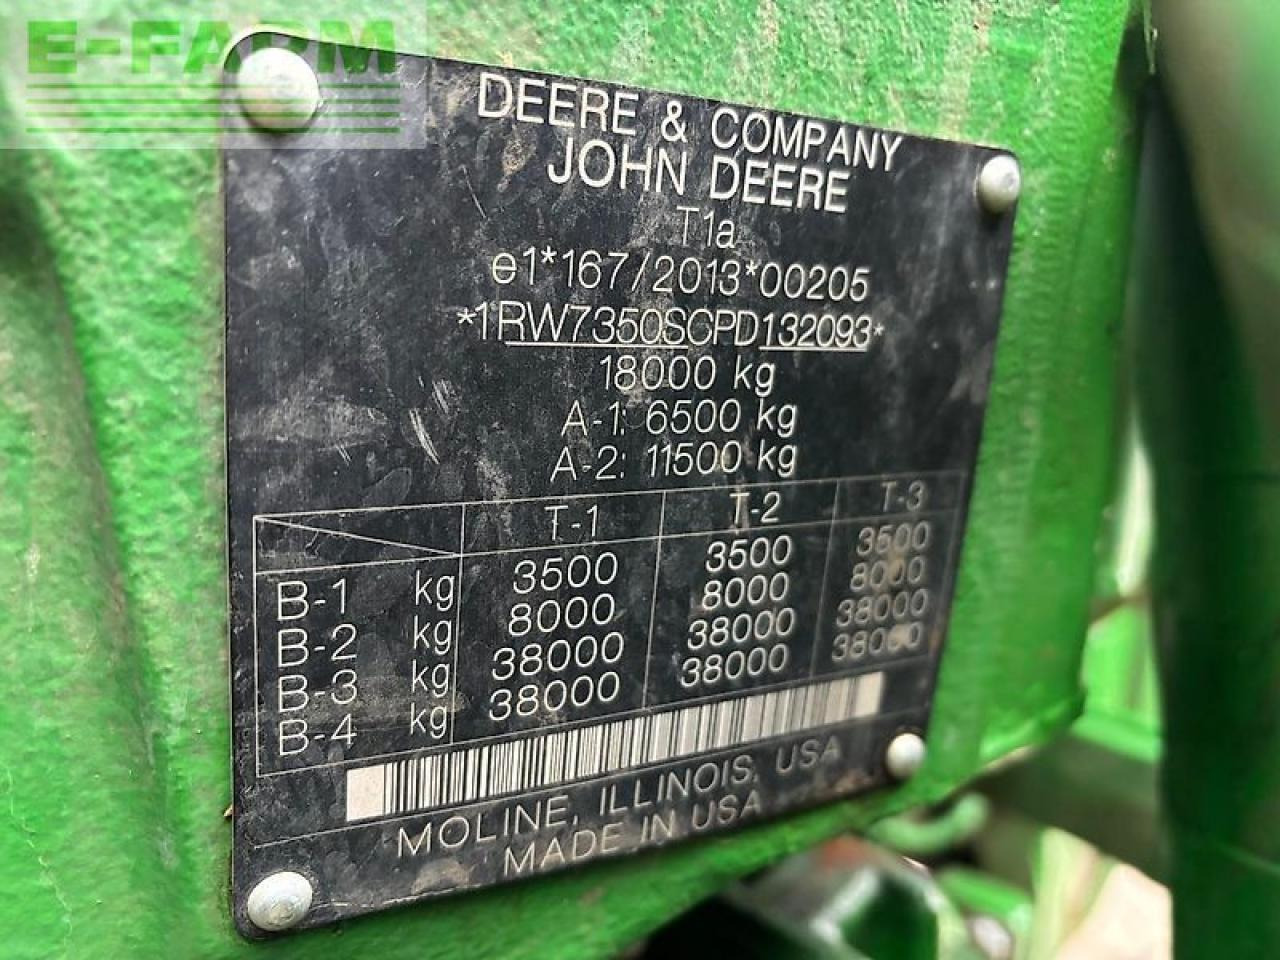 E-FARM
DEERE & COMPANY
JOHN DEERE
T1a
e1*167/2013*00205
*1RW7350SCPD132093*
18000 kg
A-1: 6500 kg
A-2: 11500 kg
T-1 T-2 T-3
B-1 kg 3500 3500 3500
B-2 kg 8000 8000 8000
B-3 kg 38000 38000 38000
B-4 kg 38000 38000 38000
MOLINE, ILLINOIS, USA
MADE IN USA